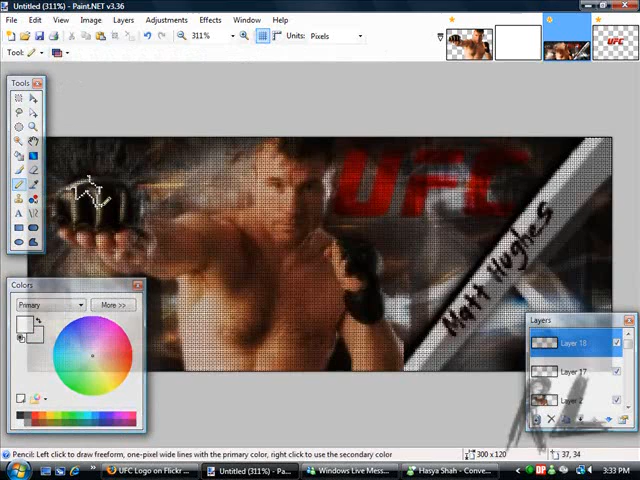 Untitled (311%) - Paint.NET v3.36
File Edit View Image Layers Adjustments Effects Window Help
311% Units: Pixels
Tool:
Tools
UFC
UFC
Matt Hughes
Colors
Primary More >>
Layers
Layer 18
Layer 17
Layer 2
Pencil: Left click to draw freeform, one-pixel wide lines with the primary color, right click to use the secondary color
300 x 120
37, 34
UFC Logo on Flickr ...
Untitled (311%) - Pa...
Windows Live Mess...
Hasya Shah - Conve...
3:33 PM